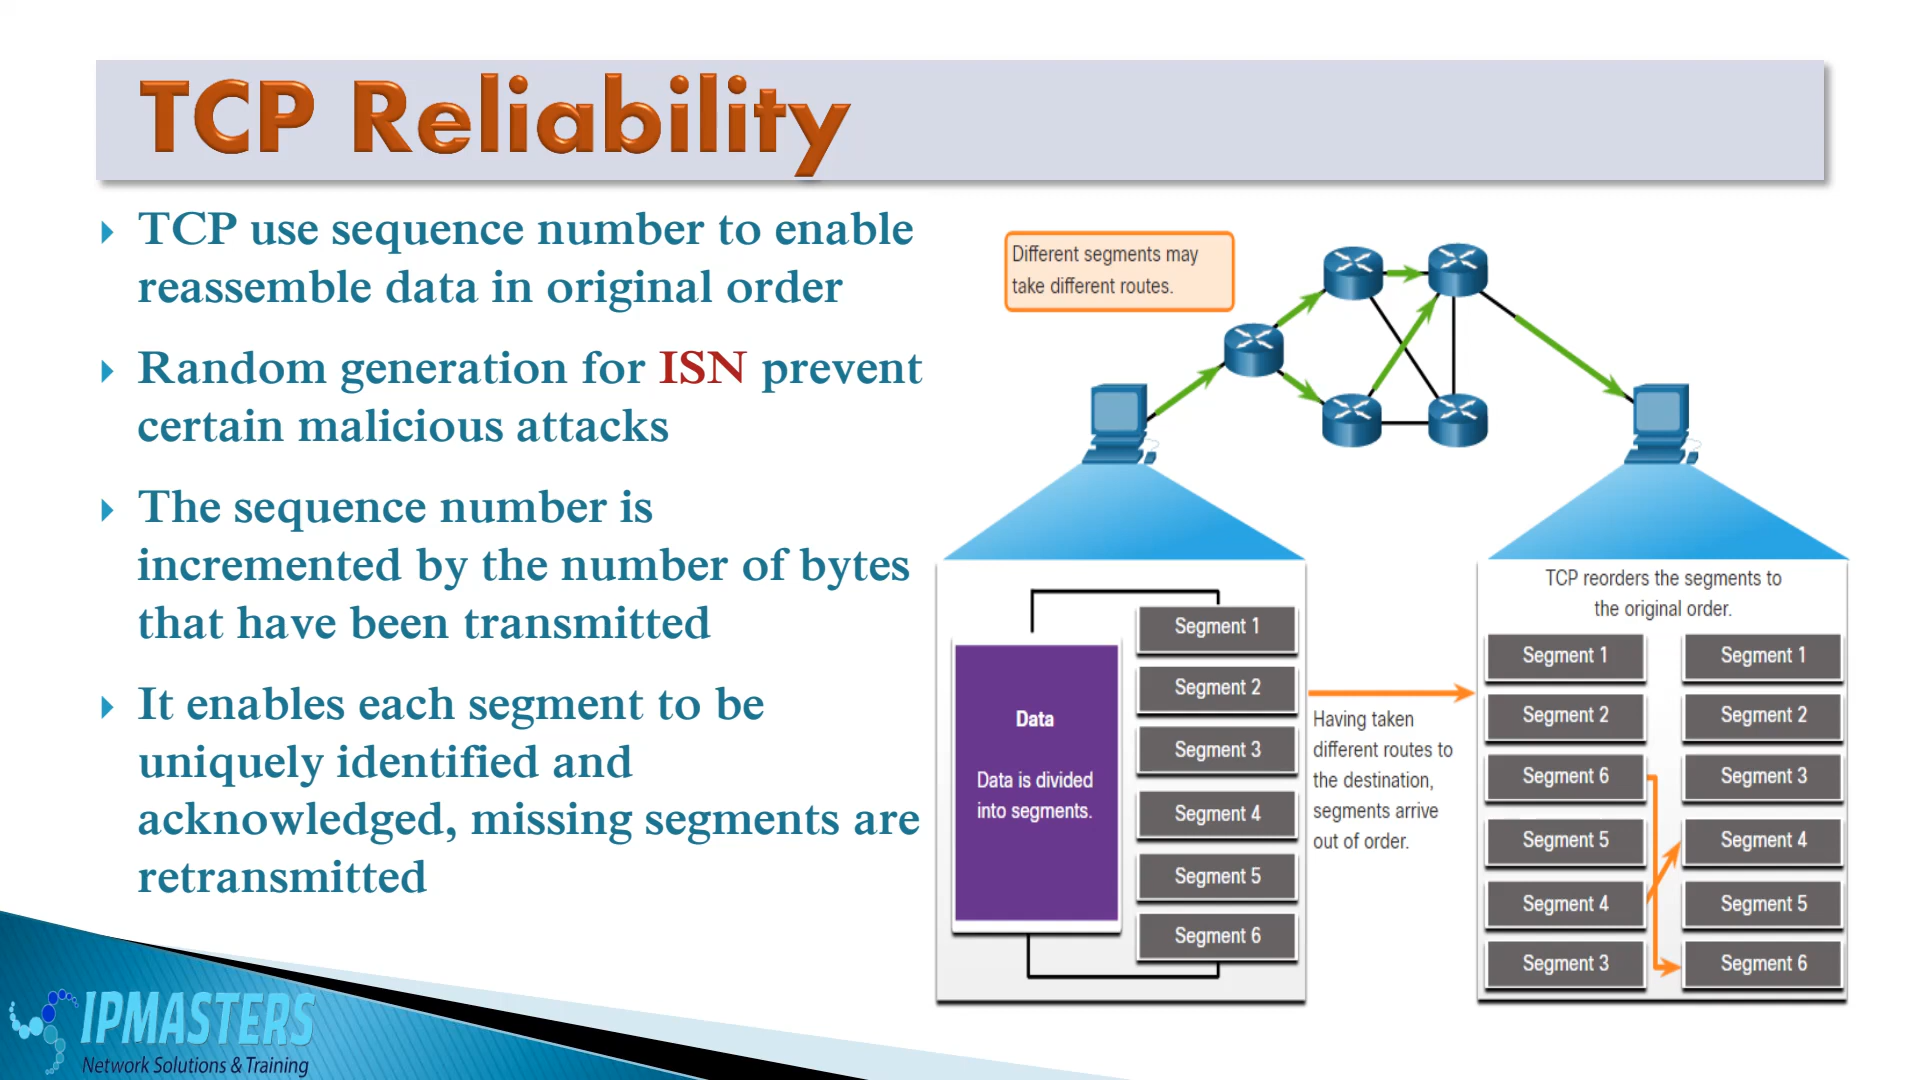 TCP Reliability
TCP use sequence number to enable
reassemble data in original order
Random generation for ISN prevent
certain malicious attacks
The sequence number is
incremented by the number of bytes
that have been transmitted
It enables each segment to be
uniquely identified and
acknowledged, missing segments are
retransmitted
Different segments may
take different routes.
Data
Data is divided
into segments.
Segment 1
Segment 2
Segment 3
Segment 4
Segment 5
Segment 6
Having taken
different routes to
the destination,
segments arrive
out of order.
TCP reorders the segments to
the original order.
Segment 1
Segment 2
Segment 6
Segment 5
Segment 4
Segment 3
Segment 1
Segment 2
Segment 3
Segment 4
Segment 5
Segment 6
IPMASTERS
Network Solutions & Training